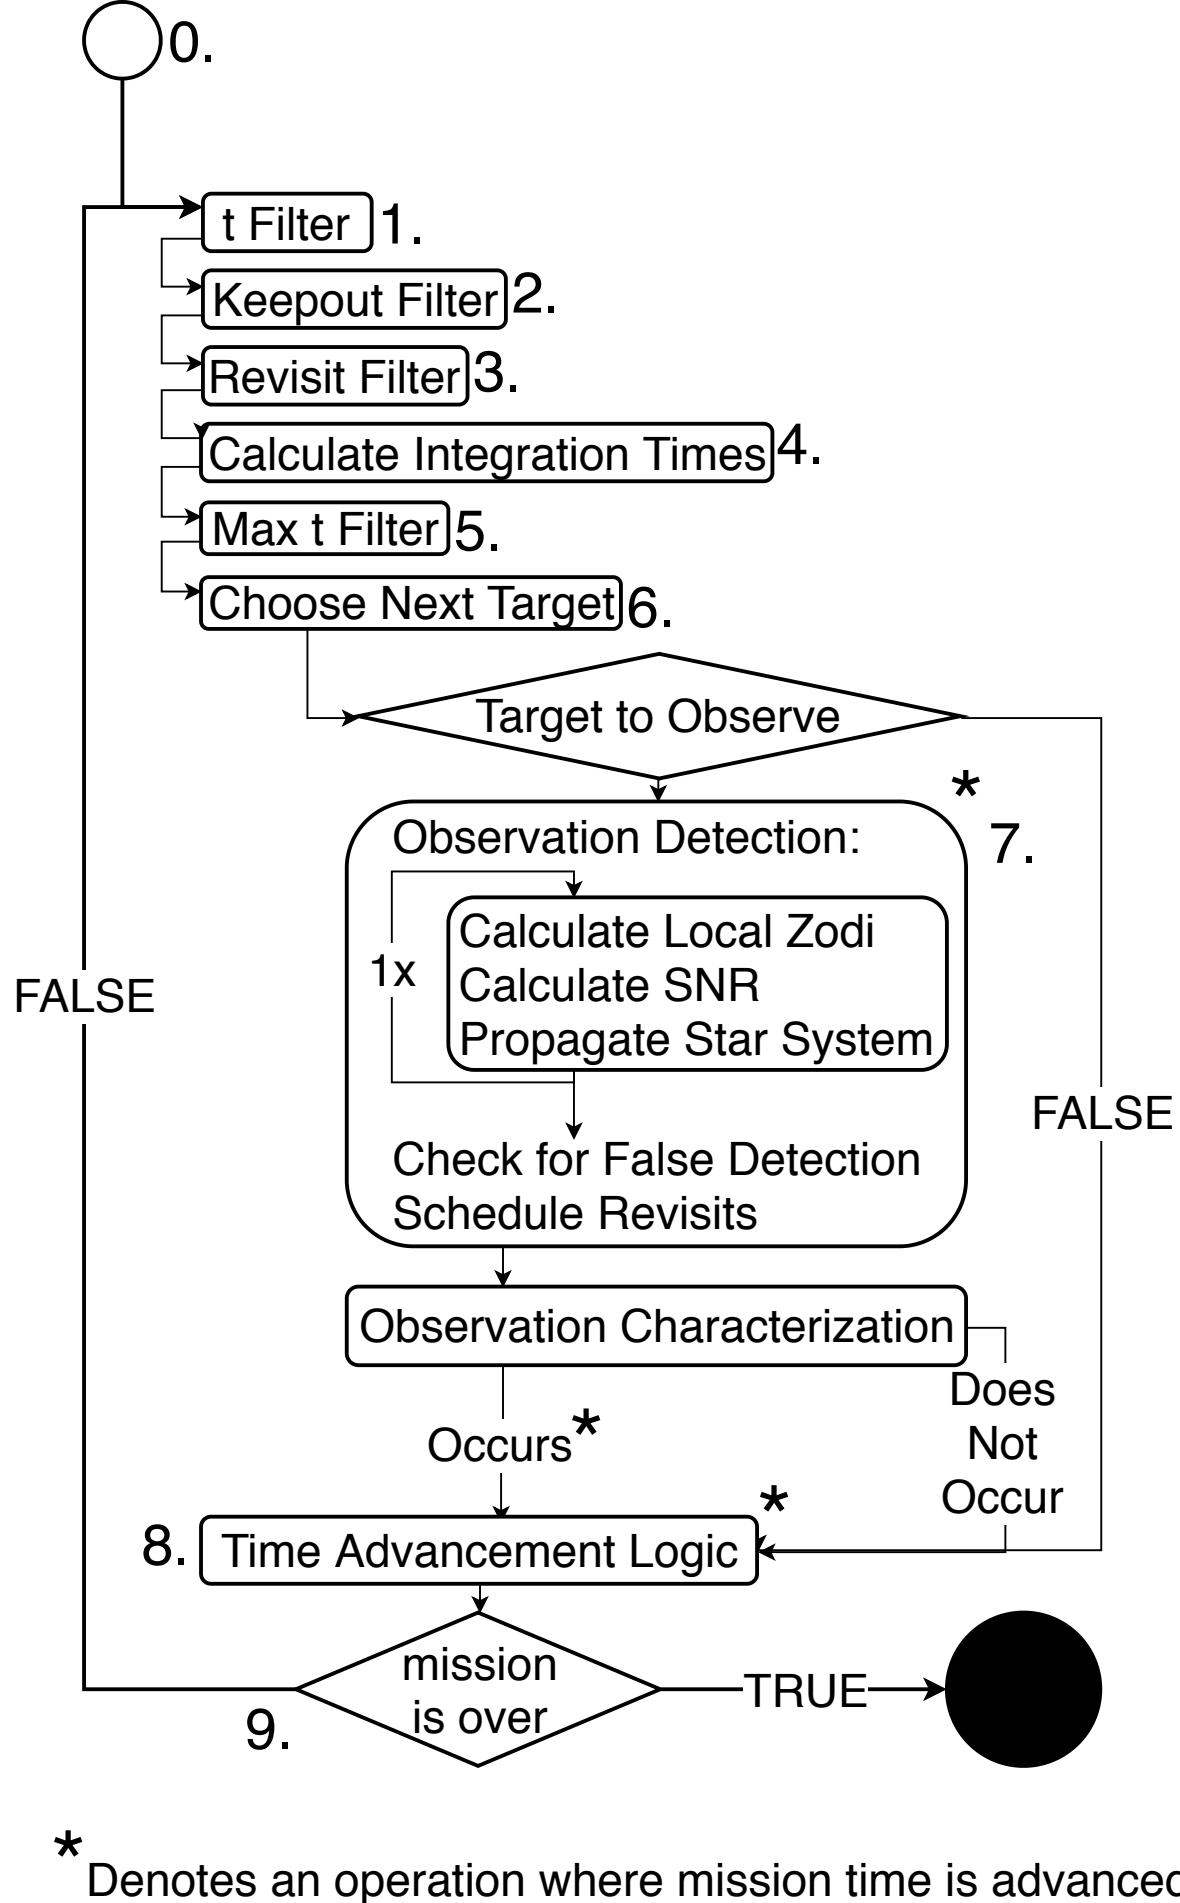 0.
t Filter 1.
Keepout Filter 2.
Revisit Filter 3.
Calculate Integration Times 4.
Max t Filter 5.
Choose Next Target 6.
Target to Observe
* 7.
Observation Detection:
1x
Calculate Local Zodi
Calculate SNR
Propagate Star System
FALSE
FALSE
Check for False Detection
Schedule Revisits
Observation Characterization
Does
Not
Occur
Occurs*
*
8. Time Advancement Logic
mission
is over
TRUE
9.
*
Denotes an operation where mission time is advanced